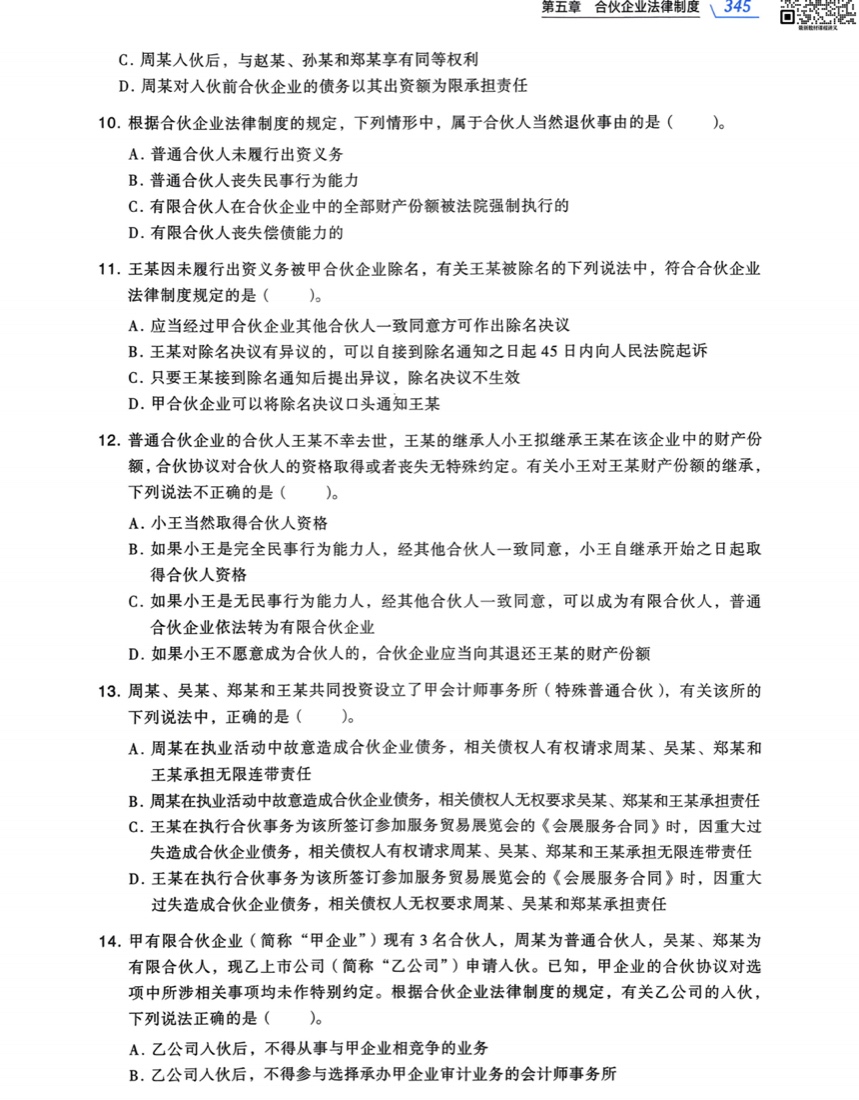 第五章 合伙企业法律制度 345
C. 周某入伙后，与赵某、孙某和郑某享有同等权利
D. 周某对入伙前合伙企业的债务以其出资额为限承担责任
10. 根据合伙企业法律制度的规定，下列情形中，属于合伙人当然退伙事由的是（ ）。
A. 普通合伙人未履行出资义务
B. 普通合伙人丧失民事行为能力
C. 有限合伙人在合伙企业中的全部财产份额被法院强制执行的
D. 有限合伙人丧失偿债能力的
11. 王某因未履行出资义务被甲合伙企业除名，有关王某被除名的下列说法中，符合合伙企业
法律制度规定的是（ ）。
A. 应当经过甲合伙企业其他合伙人一致同意方可作出除名决议
B. 王某对除名决议有异议的，可以自接到除名通知之日起 45 日内向人民法院起诉
C. 只要王某接到除名通知后提出异议，除名决议不生效
D. 甲合伙企业可以将除名决议口头通知王某
12. 普通合伙企业的合伙人王某不幸去世，王某的继承人小王拟继承王某在该企业中的财产份
额，合伙协议对合伙人的资格取得或者丧失无特殊约定。有关小王对王某财产份额的继承，
下列说法不正确的是（ ）。
A. 小王当然取得合伙人资格
B. 如果小王是完全民事行为能力人，经其他合伙人一致同意，小王自继承开始之日起取
得合伙人资格
C. 如果小王是无民事行为能力人，经其他合伙人一致同意，可以成为有限合伙人，普通
合伙企业依法转为有限合伙企业
D. 如果小王不愿意成为合伙人的，合伙企业应当向其退还王某的财产份额
13. 周某、吴某、郑某和王某共同投资设立了甲会计师事务所（特殊普通合伙），有关该所的
下列说法中，正确的是（ ）。
A. 周某在执业活动中故意造成合伙企业债务，相关债权人有权请求周某、吴某、郑某和
王某承担无限连带责任
B. 周某在执业活动中故意造成合伙企业债务，相关债权人无权要求吴某、郑某和王某承担责任
C. 王某在执行合伙事务为该所签订参加服务贸易展览会的《会展服务合同》时，因重大过
失造成合伙企业债务，相关债权人有权请求周某、吴某、郑某和王某承担无限连带责任
D. 王某在执行合伙事务为该所签订参加服务贸易展览会的《会展服务合同》时，因重大
过失造成合伙企业债务，相关债权人无权要求周某、吴某和郑某承担责任
14. 甲有限合伙企业（简称“甲企业”）现有 3 名合伙人，周某为普通合伙人，吴某、郑某为
有限合伙人，现乙上市公司（简称“乙公司”）申请入伙。已知，甲企业的合伙协议对选
项中所涉相关事项均未作特别约定。根据合伙企业法律制度的规定，有关乙公司的入伙，
下列说法正确的是（ ）。
A. 乙公司入伙后，不得从事与甲企业相竞争的业务
B. 乙公司入伙后，不得参与选择承办甲企业审计业务的会计师事务所